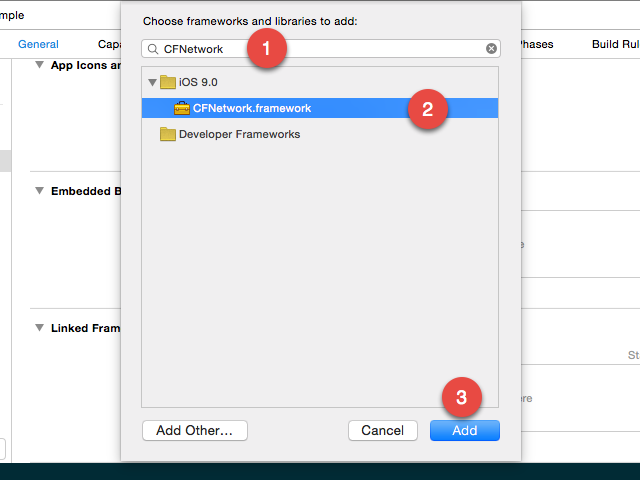 mple
Choose frameworks and libraries to add:
CFNetwork
1
General
Capa
Phases
Build Rul
App Icons an
iOS 9.0
CFNetwork.framework
2
Developer Frameworks
Embedded B
e
Linked Fram
St
ere
3
Add Other...
Cancel
Add